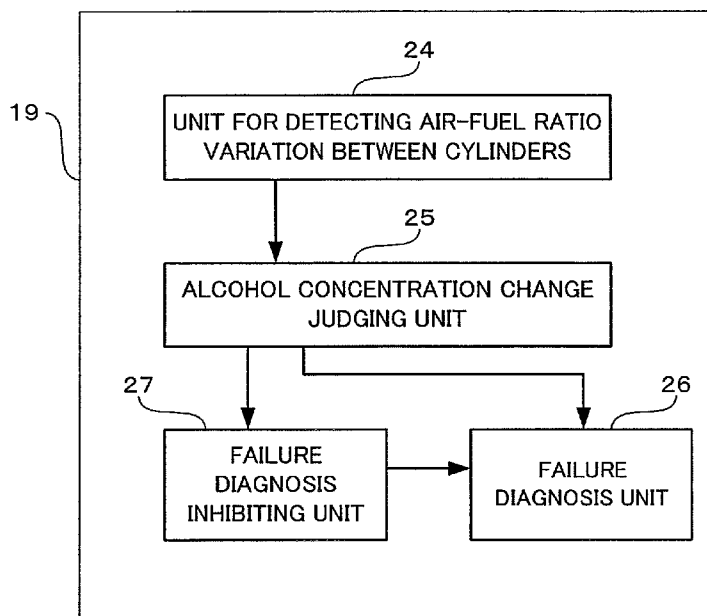 24
19
UNIT FOR DETECTING AIR-FUEL RATIO
VARIATION BETWEEN CYLINDERS
25
ALCOHOL CONCENTRATION CHANGE
JUDGING UNIT
27
26
FAILURE
DIAGNOSIS
INHIBITING UNIT
FAILURE
DIAGNOSIS UNIT